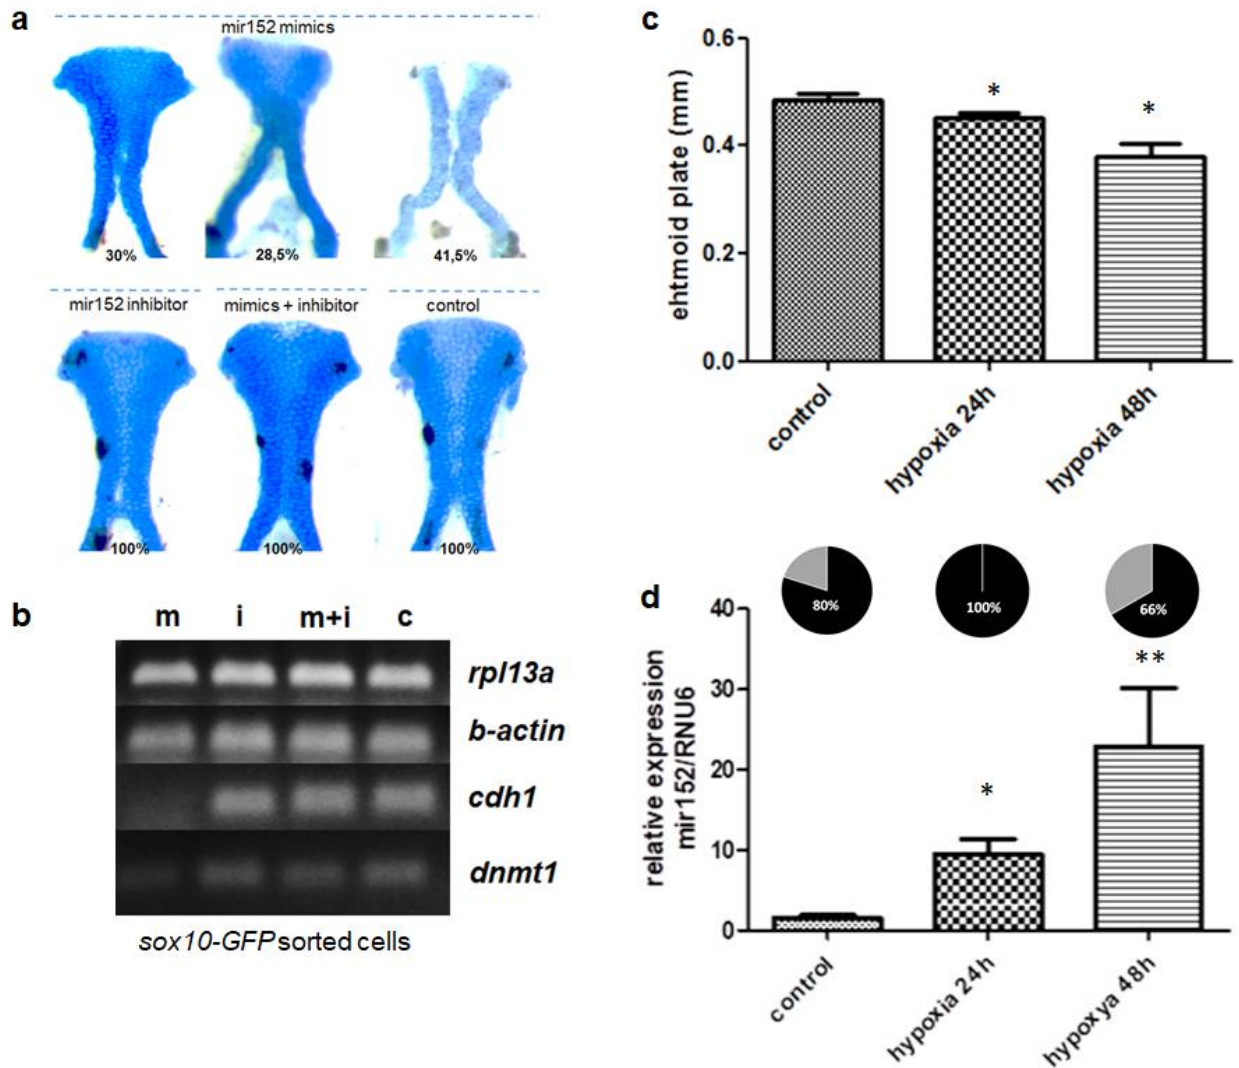 a
mir152 mimics
30%
28,5%
41,5%
mir152 inhibitor
mimics + inhibitor
control
100%
100%
100%
b
m
i
m+i
c
rpl13a
b-actin
cdh1
dnmt1
sox10-GFP sorted cells
c
ehtmoid plate (mm)
0.6
0.4
0.2
0.0
*
*
control
hypoxia 24h
hypoxia 48h
d
80%
100%
66%
relative expression
mir152/RNU6
40
30
20
10
0
*
**
control
hypoxia 24h
hypoxya 48h